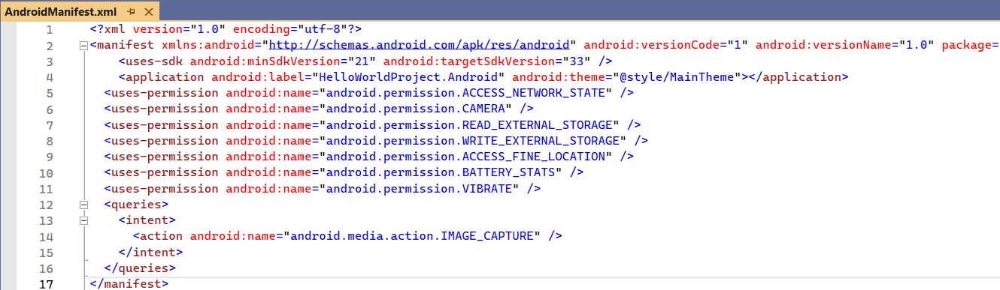 AndroidManifest.xml
1 <?xml version="1.0" encoding="utf-8"?>
2 <manifest xmlns:android="http://schemas.android.com/apk/res/android" android:versionCode="1" android:versionName="1.0" package=
3 <uses-sdk android:minSdkVersion="21" android:targetSdkVersion="33" />
4 <application android:label="HelloWorldProject.Android" android:theme="@style/MainTheme"></application>
5 <uses-permission android:name="android.permission.ACCESS_NETWORK_STATE" />
6 <uses-permission android:name="android.permission.CAMERA" />
7 <uses-permission android:name="android.permission.READ_EXTERNAL_STORAGE" />
8 <uses-permission android:name="android.permission.WRITE_EXTERNAL_STORAGE" />
9 <uses-permission android:name="android.permission.ACCESS_FINE_LOCATION" />
10 <uses-permission android:name="android.permission.BATTERY_STATS" />
11 <uses-permission android:name="android.permission.VIBRATE" />
12 <queries>
13 <intent>
14 <action android:name="android.media.action.IMAGE_CAPTURE" />
15 </intent>
16 </queries>
17 </manifest>